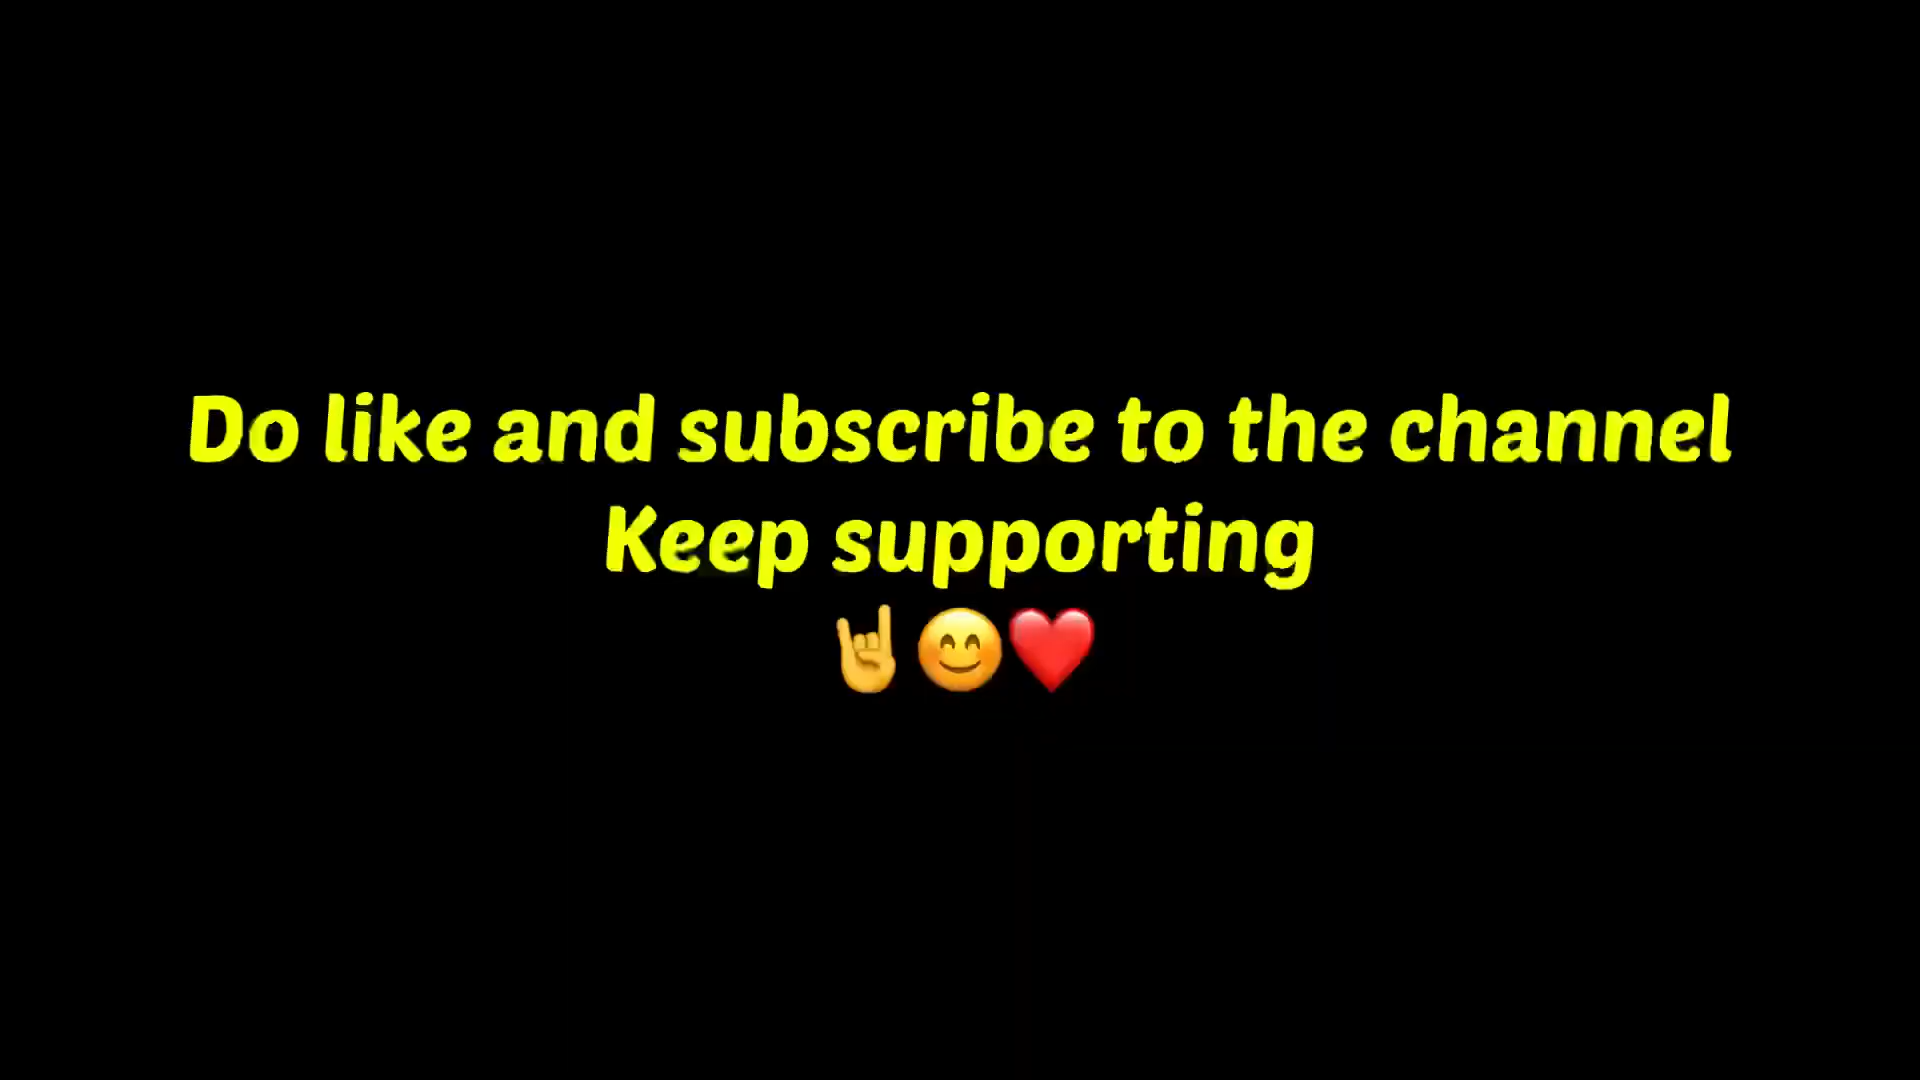 Do like and subscribe to the channel
Keep supporting
🤘😊❤️